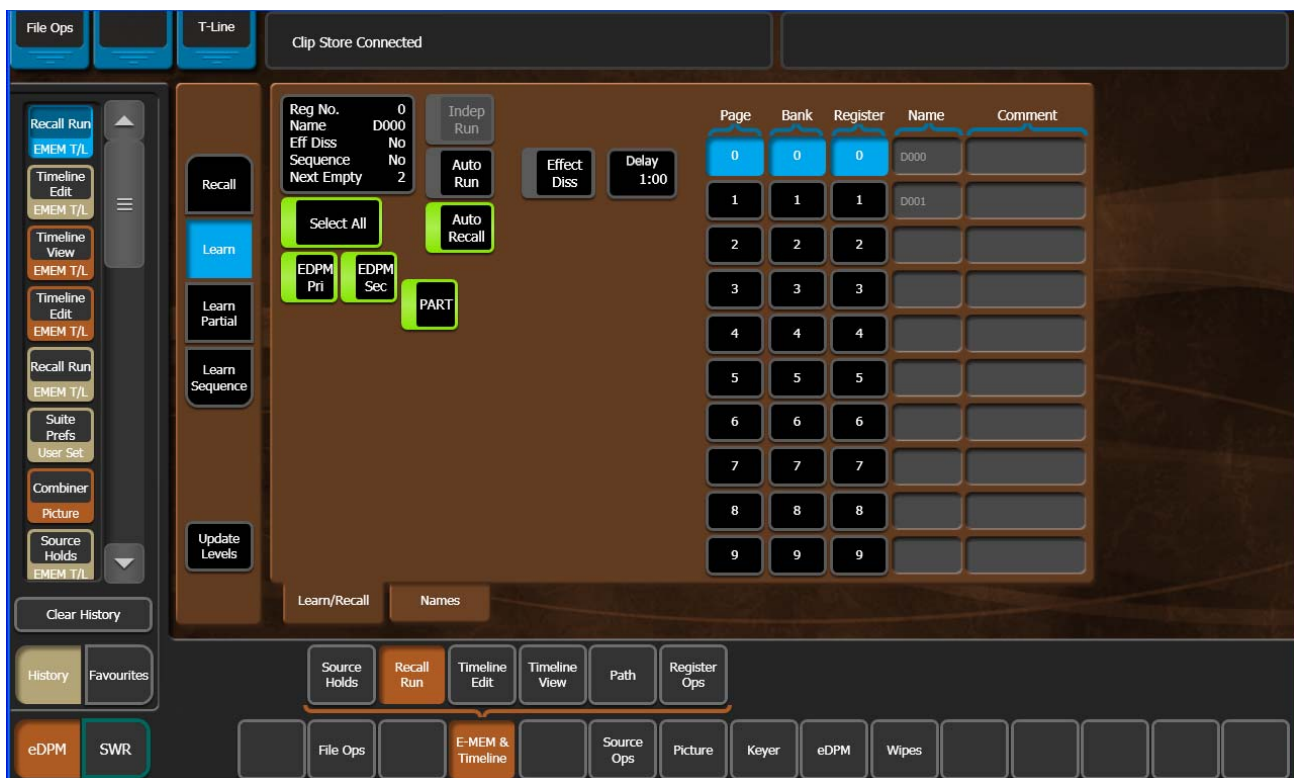 File Ops
T-Line
Clip Store Connected
Recall Run
EMEM T/L
Timeline
Edit
EMEM T/L
Timeline
View
EMEM T/L
Timeline
Edit
EMEM T/L
Recall Run
EMEM T/L
Suite
Prefs
User Set
Combiner
Picture
Source
Holds
EMEM T/L
Clear History
History
Favourites
eDPM
SWR
Recall
Learn
Learn
Partial
Learn
Sequence
Update
Levels
Reg No. 0
Name D000
Eff Diss No
Sequence No
Next Empty 2
Indep
Run
Auto
Run
Auto
Recall
Effect
Diss
Delay
1:00
Select All
EDPM
Pri
EDPM
Sec
PART
Page Bank Register Name Comment
0 0 0 D000
1 1 1 D001
2 2 2
3 3 3
4 4 4
5 5 5
6 6 6
7 7 7
8 8 8
9 9 9
Learn/Recall
Names
Source
Holds
Recall
Run
Timeline
Edit
Timeline
View
Path
Register
Ops
File Ops
E-MEM &
Timeline
Source
Ops
Picture
Keyer
eDPM
Wipes